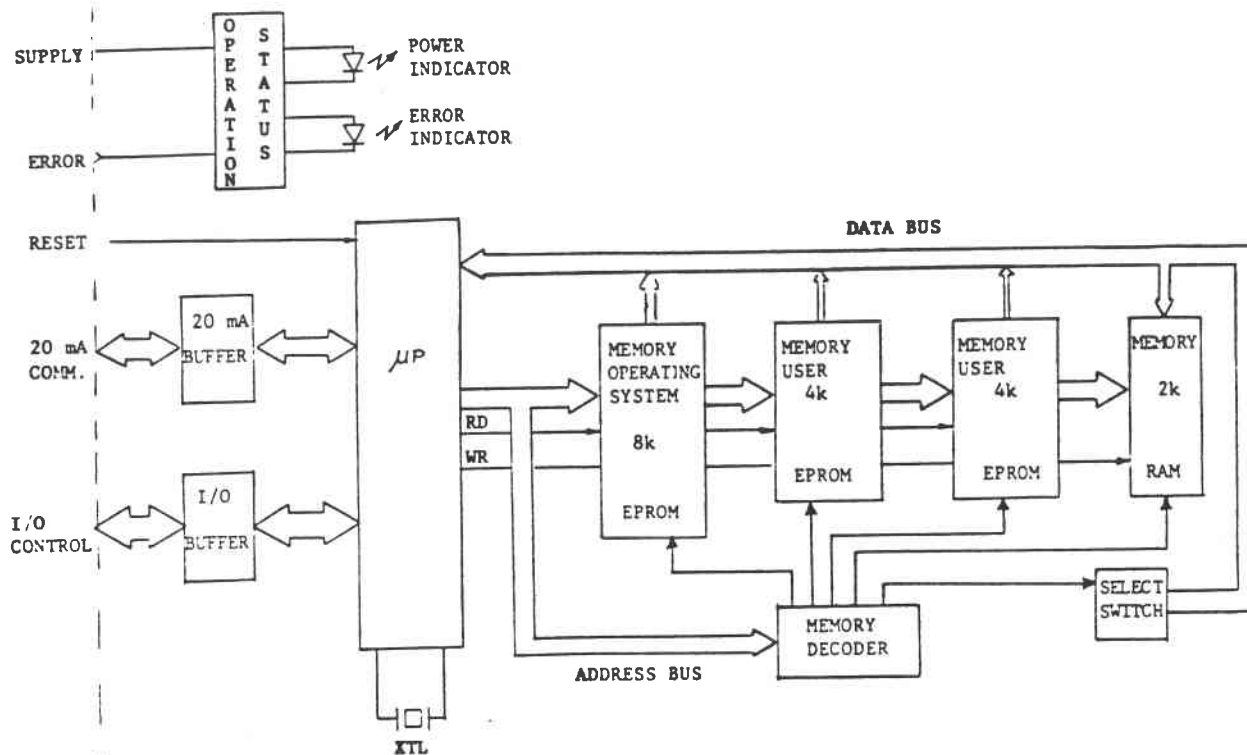 SUPPLY
OPERATION
STATUS
POWER
INDICATOR
ERROR
INDICATOR
ERROR
RESET
DATA BUS
20 mA
COMM.
20 mA
BUFFER
µP
MEMORY
OPERATING
SYSTEM
8k
EPROM
MEMORY
USER
4k
EPROM
MEMORY
USER
4k
EPROM
MEMORY
2k
RAM
RD
WR
I/O
CONTROL
I/O
BUFFER
SELECT
SWITCH
MEMORY
DECODER
ADDRESS BUS
XTL